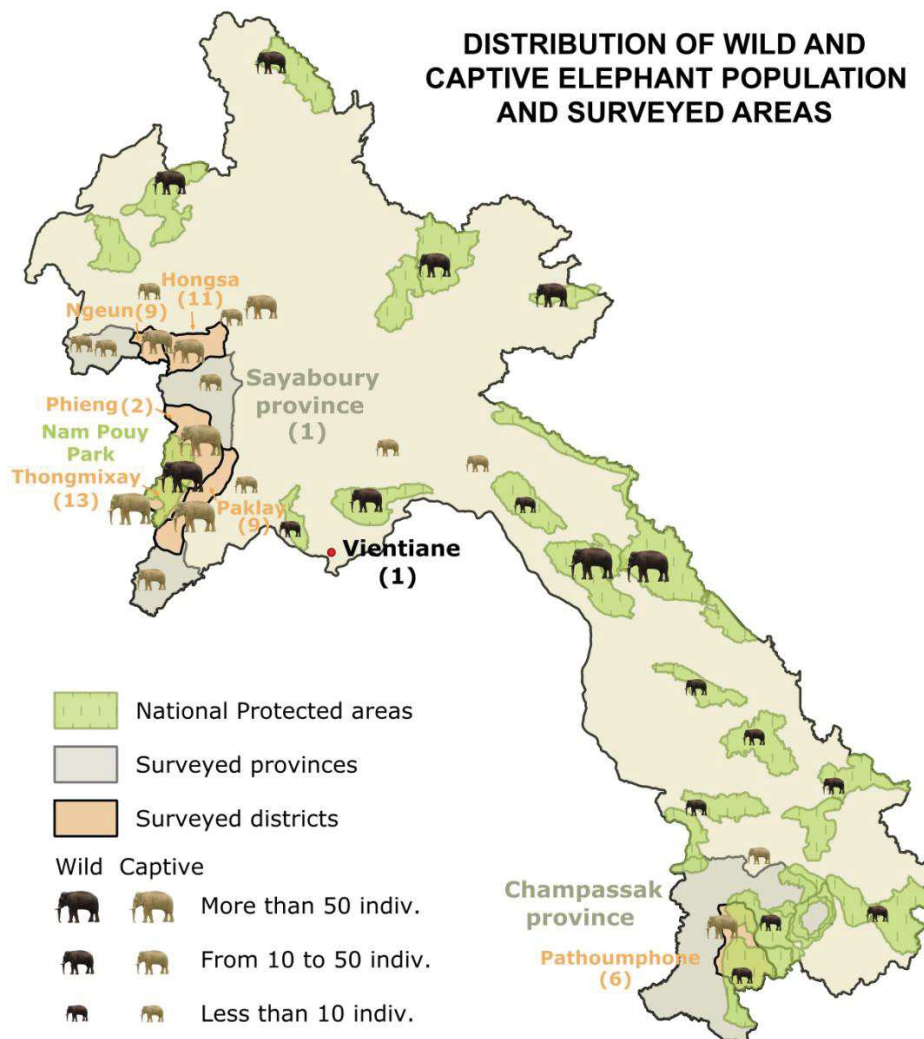 DISTRIBUTION OF WILD AND
CAPTIVE ELEPHANT POPULATION
AND SURVEYED AREAS
Hongsa
(11)
Ngeun(9)
Sayaboury
province
(1)
Phieng(2)
Nam Pouy
Park
Thongmixay
(13)
Paklay
(9)
Vientiane
(1)
National Protected areas
Surveyed provinces
Surveyed districts
Wild Captive
More than 50 indiv.
From 10 to 50 indiv.
Less than 10 indiv.
Champassak
province
Pathoumphone
(6)